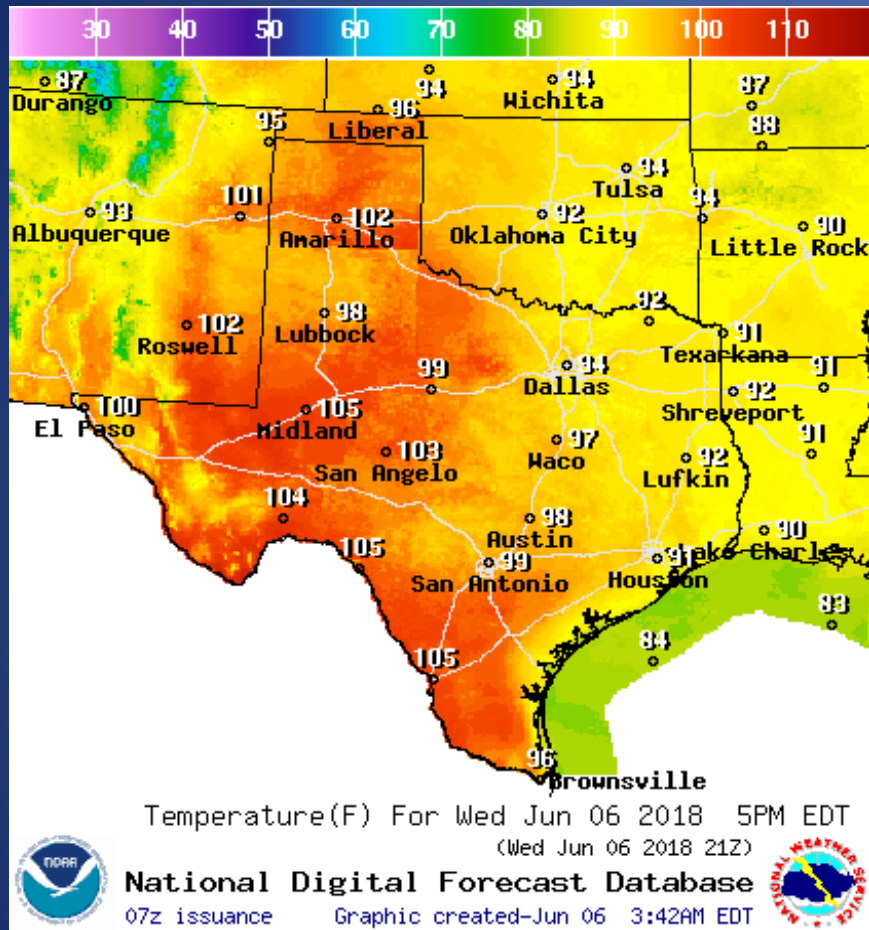 30 40 50 60 70 80 90 100 110
87
Durango
94
96
Liberal
94
Wichita
87
88
95
94
Tulsa
93
Albuquerque
101
102
Amarillo
92
Oklahoma City
94
90
Little Rock
102
Roswell
98
Lubbock
92
91
Texarkana
99
94
Dallas
92
Shreveport
91
100
El Paso
105
Midland
103
San Angelo
97
Waco
92
Lufkin
91
104
98
Austin
90
Lake Charles
105
99
San Antonio
91
Houston
83
84
105
96
Brownsville
Temperature(F) For Wed Jun 06 2018 5PM EDT
(Wed Jun 06 2018 21Z)
National Digital Forecast Database
07z issuance Graphic created-Jun 06 3:42AM EDT
NOAA
NATIONAL WEATHER SERVICE